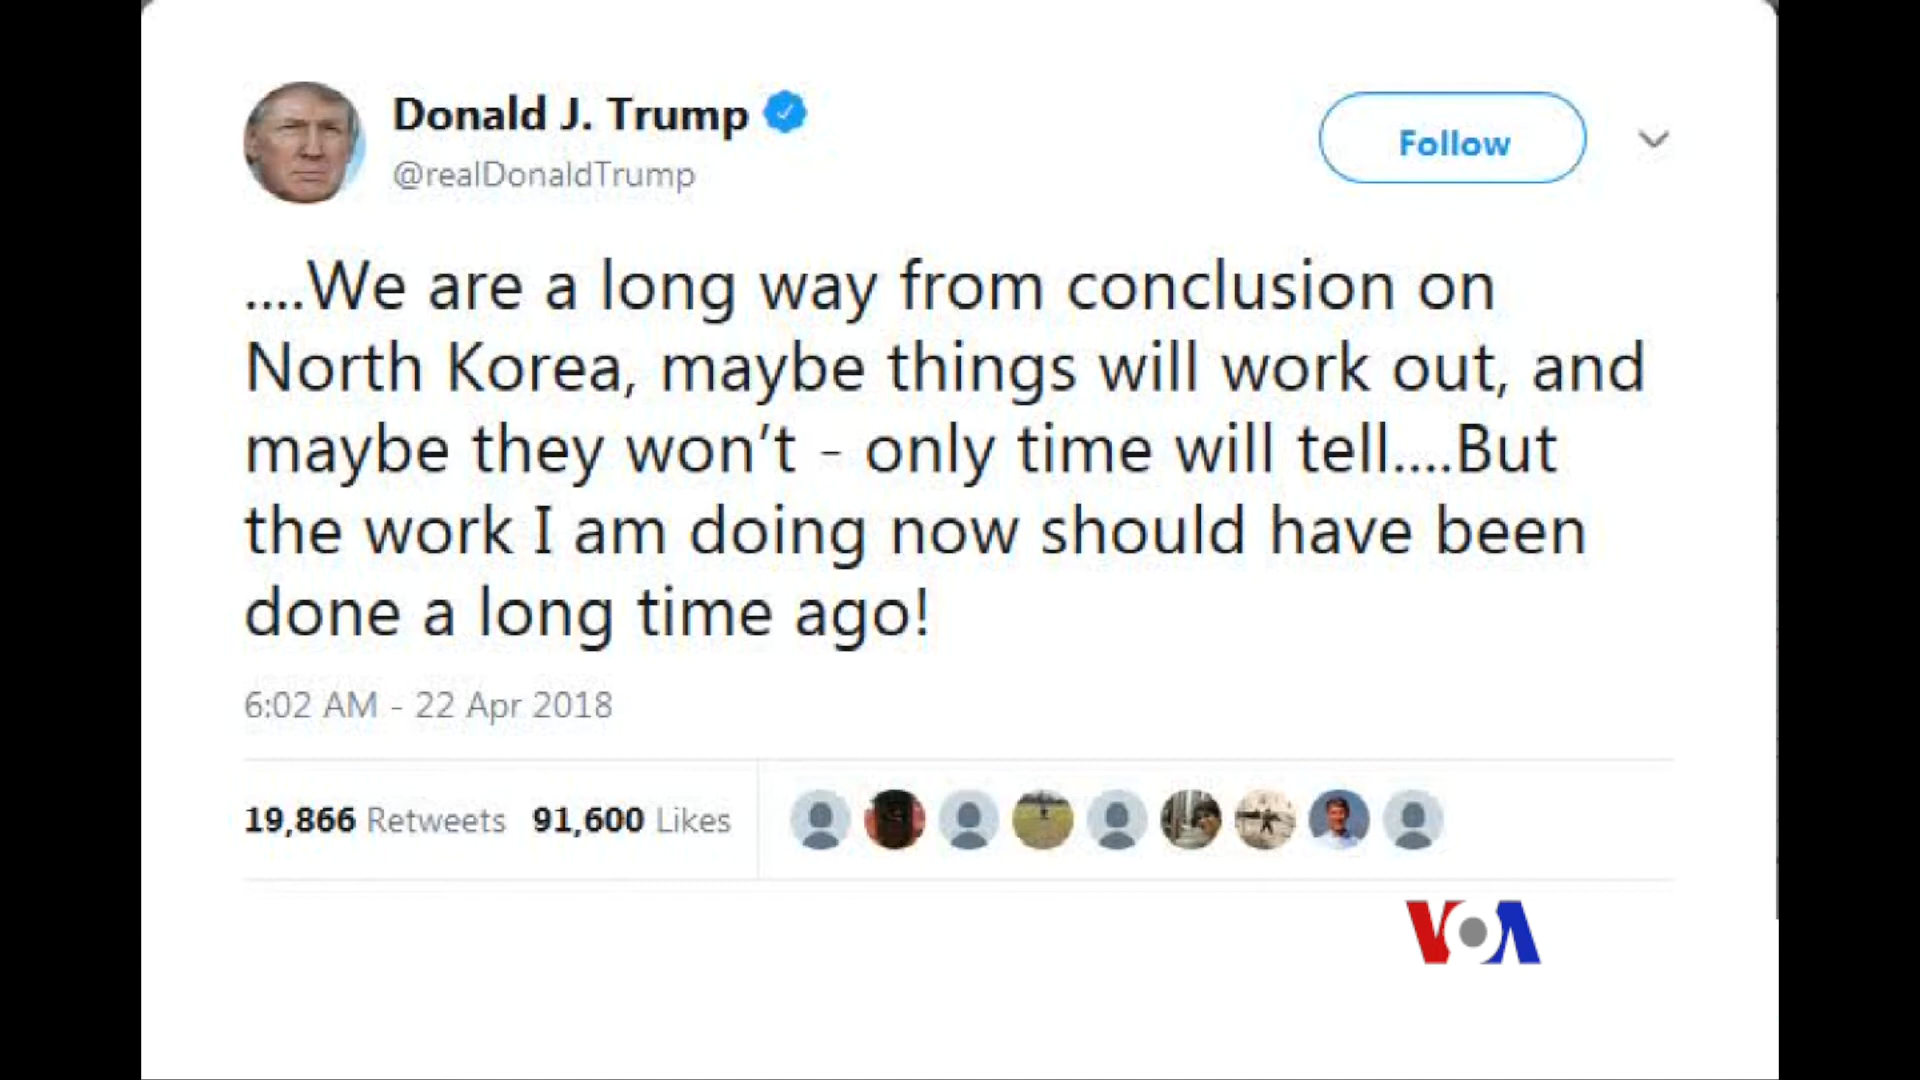 Donald J. Trump
@realDonaldTrump
Follow
....We are a long way from conclusion on
North Korea, maybe things will work out, and
maybe they won’t - only time will tell....But
the work I am doing now should have been
done a long time ago!
6:02 AM - 22 Apr 2018
19,866 Retweets 91,600 Likes
VOA